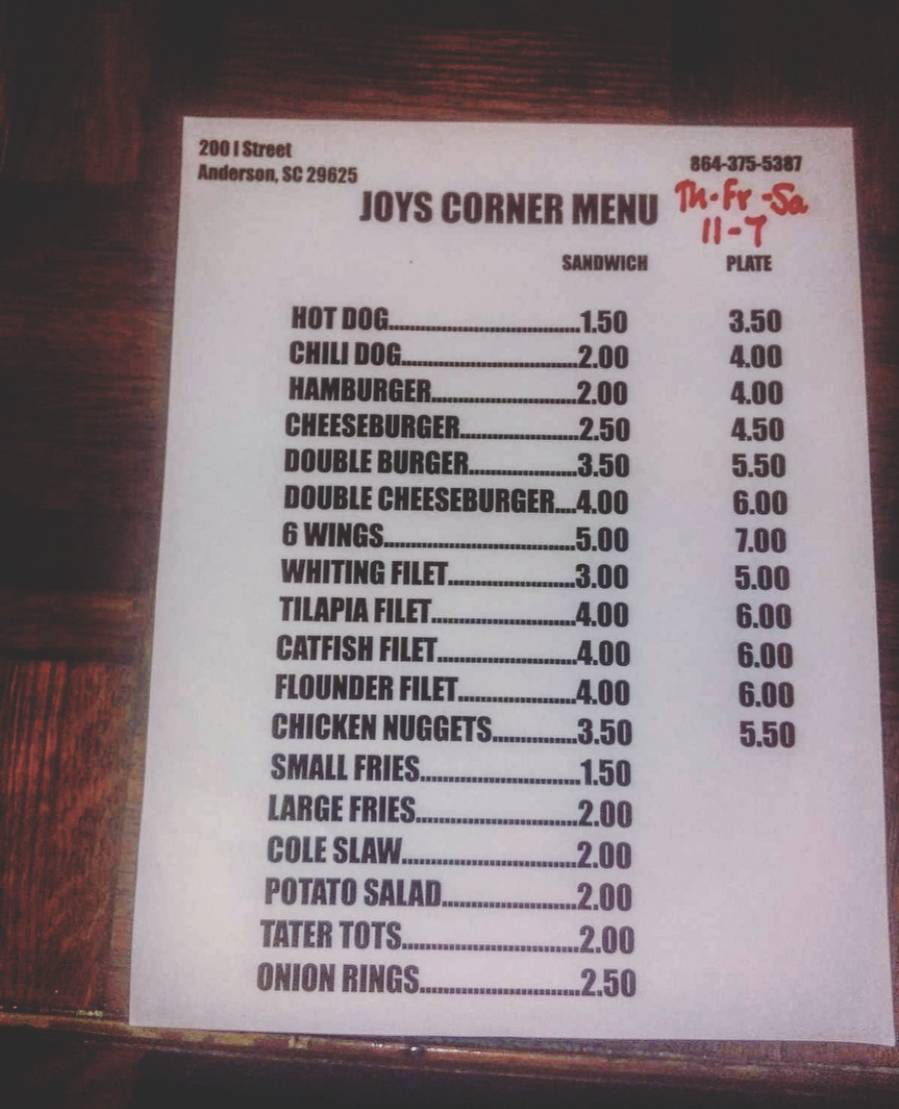 200 I Street
Anderson, SC 29625
864-375-5387
JOYS CORNER MENU
Th-Fr-Sa
11-7
SANDWICH PLATE
HOT DOG................................1.50 3.50
CHILI DOG..............................2.00 4.00
HAMBURGER.........................2.00 4.00
CHEESEBURGER....................2.50 4.50
DOUBLE BURGER..................3.50 5.50
DOUBLE CHEESEBURGER....4.00 6.00
6 WINGS................................5.00 7.00
WHITING FILET.....................3.00 5.00
TILAPIA FILET........................4.00 6.00
CATFISH FILET.......................4.00 6.00
FLOUNDER FILET...................4.00 6.00
CHICKEN NUGGETS..............3.50 5.50
SMALL FRIES..........................1.50
LARGE FRIES..........................2.00
COLE SLAW............................2.00
POTATO SALAD......................2.00
TATER TOTS............................2.00
ONION RINGS..........................2.50